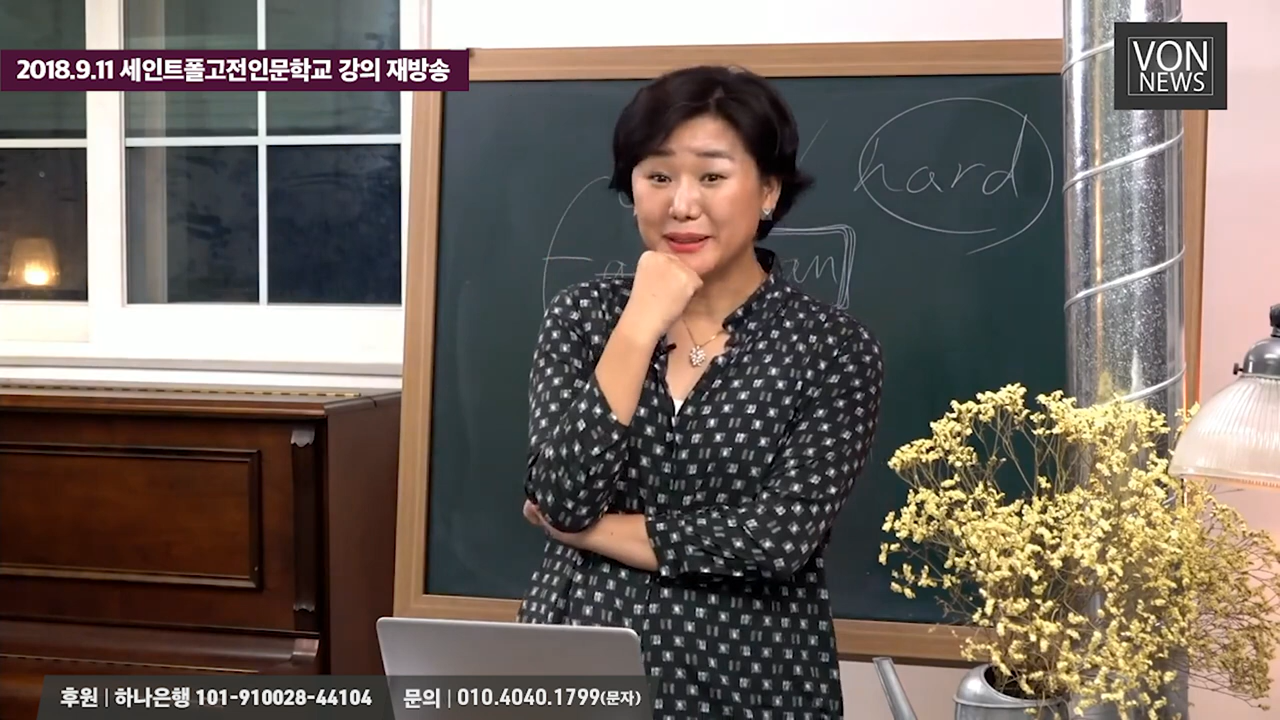 2018.9.11 세인트폴고전인문학교 강의 재방송
VON
NEWS
hard
후원 | 하나은행 101-910028-44104 문의 | 010.4040.1799(문자)